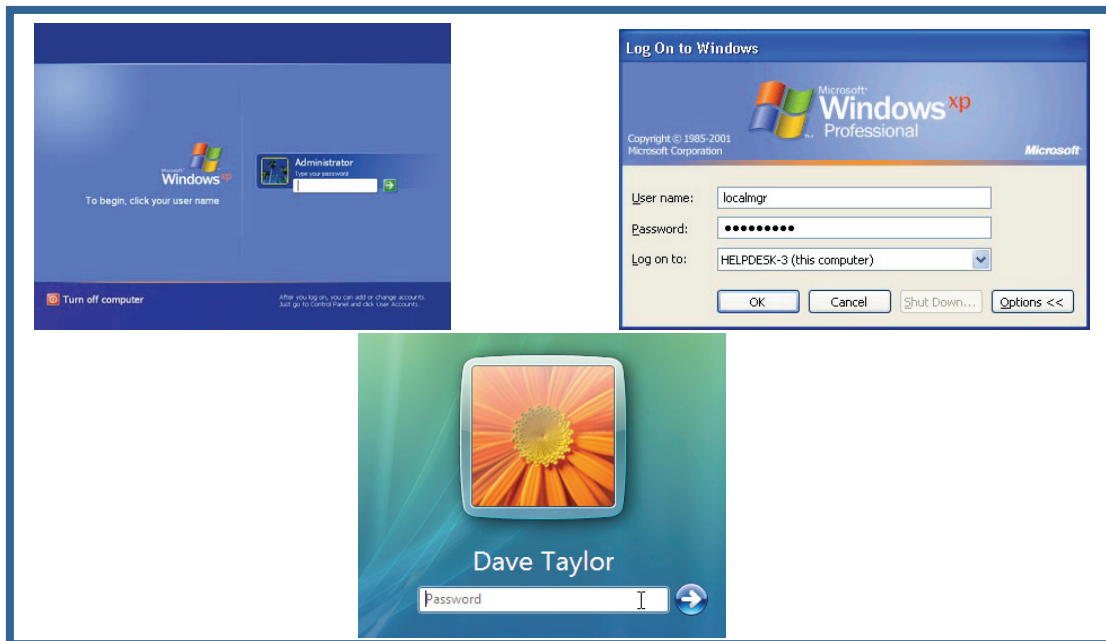 Administrator
Type your password
Microsoft
Windows xp
To begin, click your user name
Turn off computer
After you log on, you can add or change accounts.
Just go to Control Panel and click User Accounts.
Log On to Windows
Microsoft
Windows xp
Professional
Copyright © 1985-2001
Microsoft Corporation
Microsoft
User name: localmgr
Password: •••••••••
Log on to: HELPDESK-3 (this computer)
OK Cancel Shut Down... Options <<
Dave Taylor
Password